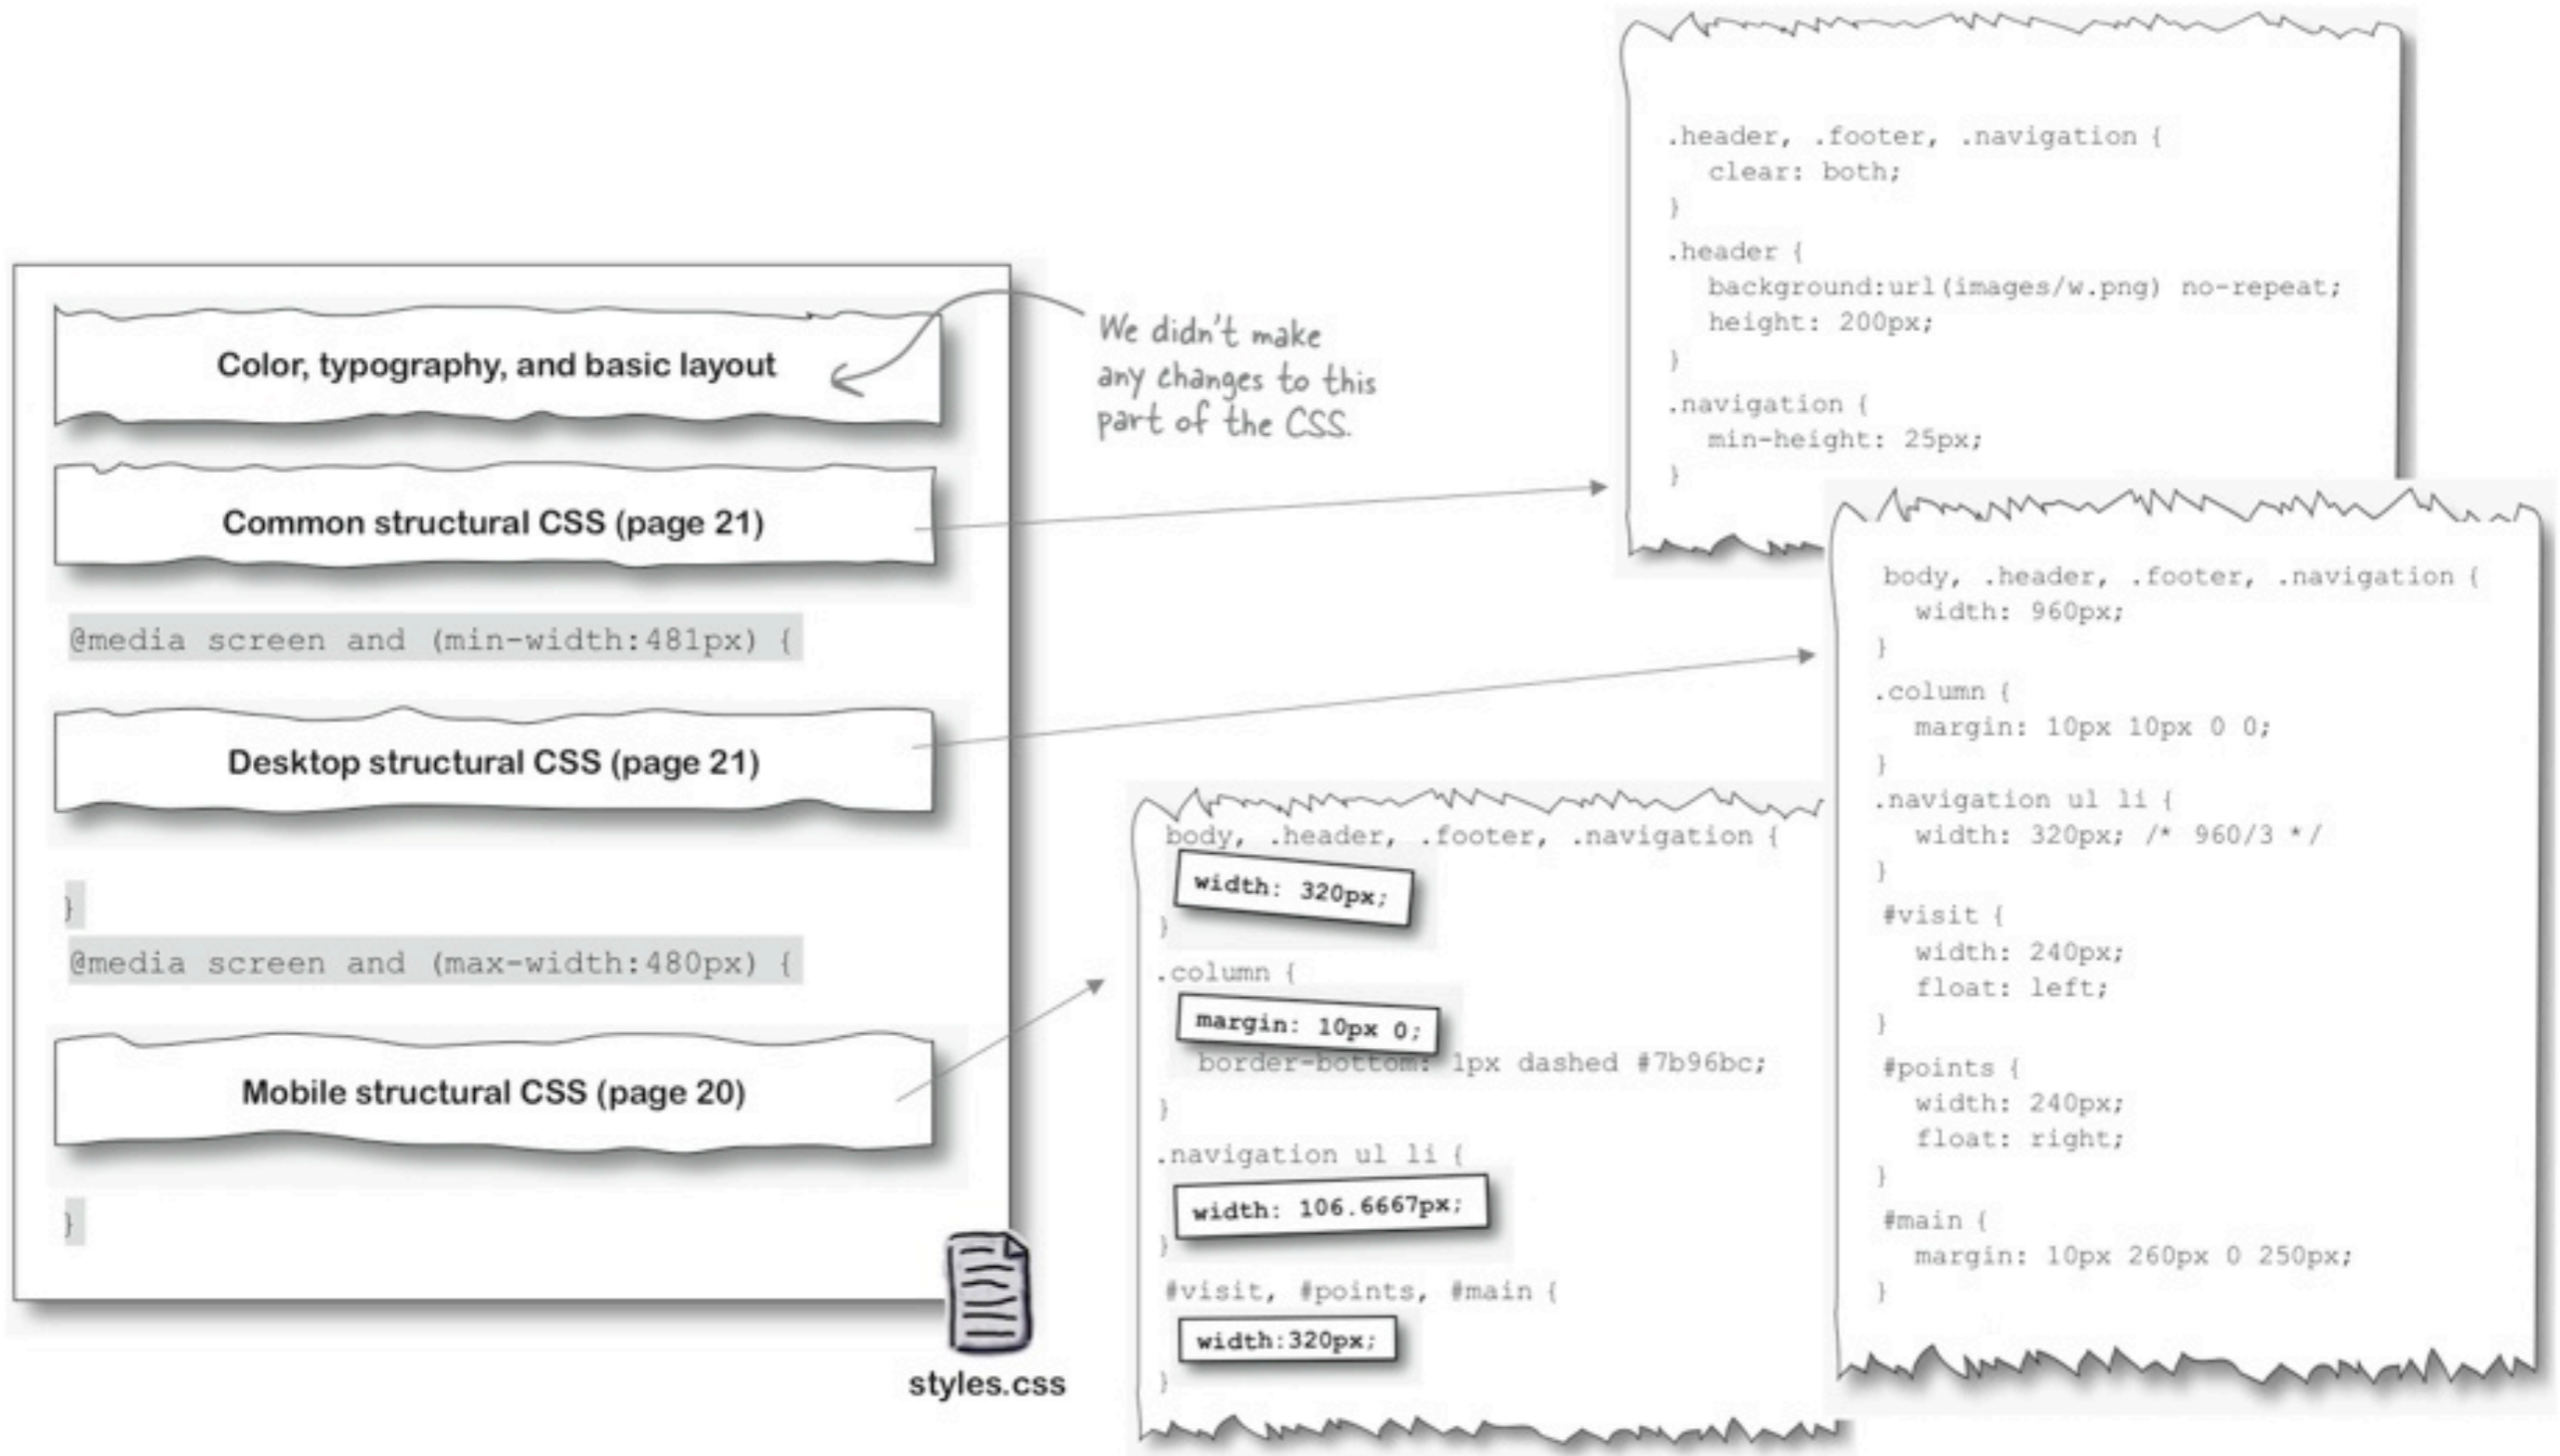 Color, typography, and basic layout
We didn't make
any changes to this
part of the CSS.
Common structural CSS (page 21)
@media screen and (min-width:481px) {
Desktop structural CSS (page 21)
}
@media screen and (max-width:480px) {
Mobile structural CSS (page 20)
}
styles.css
.header, .footer, .navigation {
clear: both;
}
.header {
background:url(images/w.png) no-repeat;
height: 200px;
}
.navigation {
min-height: 25px;
}
body, .header, .footer, .navigation {
width: 960px;
}
.column {
margin: 10px 10px 0 0;
}
.navigation ul li {
width: 320px; /* 960/3 */
}
#visit {
width: 240px;
float: left;
}
#points {
width: 240px;
float: right;
}
#main {
margin: 10px 260px 0 250px;
}
body, .header, .footer, .navigation {
width: 320px;
}
.column {
margin: 10px 0;
border-bottom: 1px dashed #7b96bc;
}
.navigation ul li {
width: 106.6667px;
}
#visit, #points, #main {
width:320px;
}